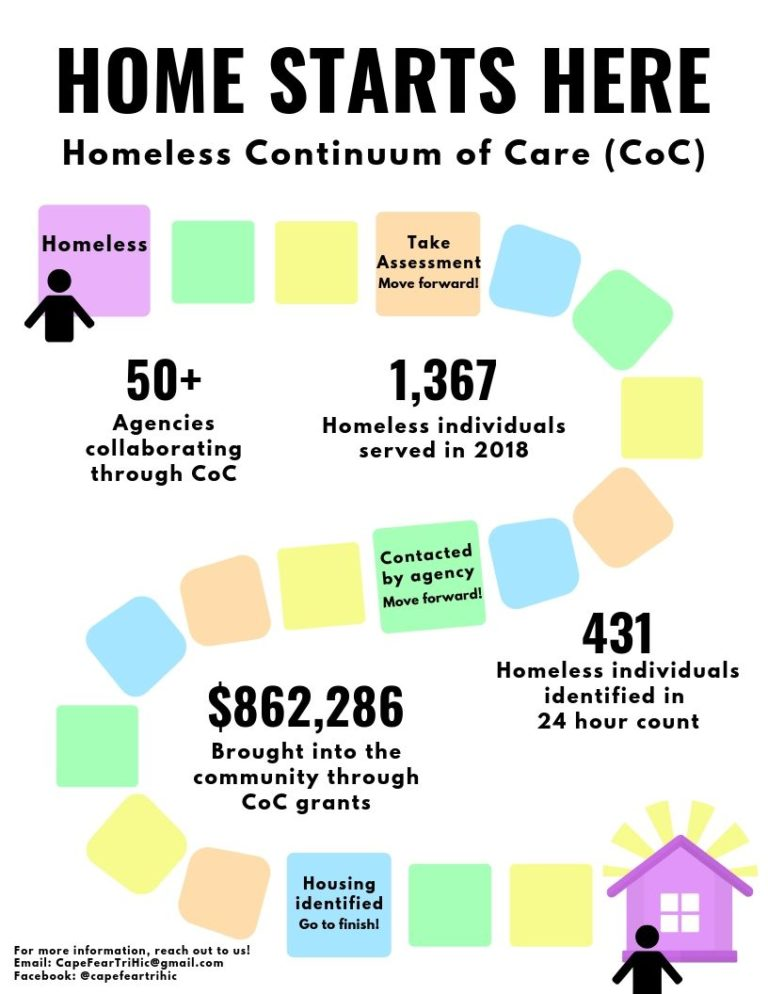 HOME STARTS HERE
Homeless Continuum of Care (CoC)
Homeless
Take
Assessment
Move forward!
50+
Agencies
collaborating
through CoC
1,367
Homeless individuals
served in 2018
Contacted
by agency
Move forward!
431
Homeless individuals
identified in
24 hour count
$862,286
Brought into the
community through
CoC grants
Housing
identified
Go to finish!
For more information, reach out to us!
Email: CapeFearTriHic@gmail.com
Facebook: @capefeartrihic